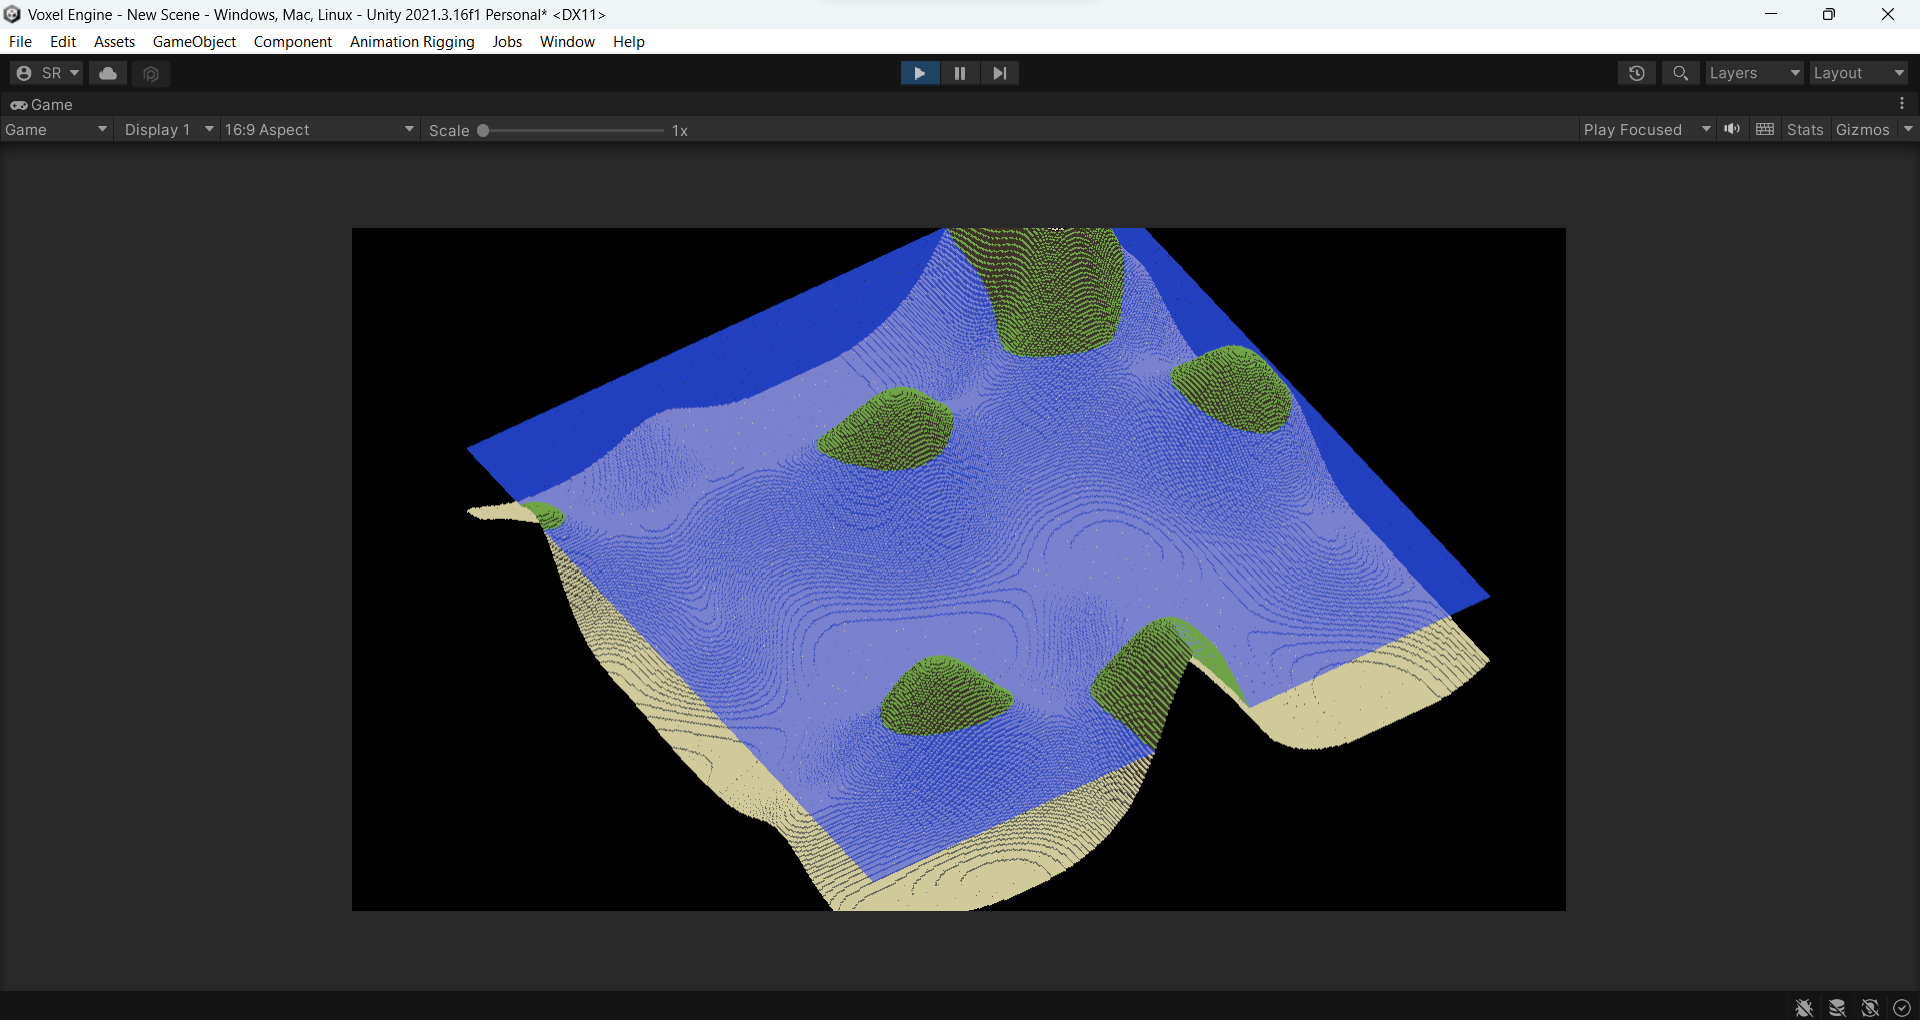 Voxel Engine - New Scene - Windows, Mac, Linux - Unity 2021.3.16f1 Personal* <DX11>
File Edit Assets GameObject Component Animation Rigging Jobs Window Help
SR Layers Layout
Game
Game Display 1 16:9 Aspect Scale 1x Play Focused Stats Gizmos